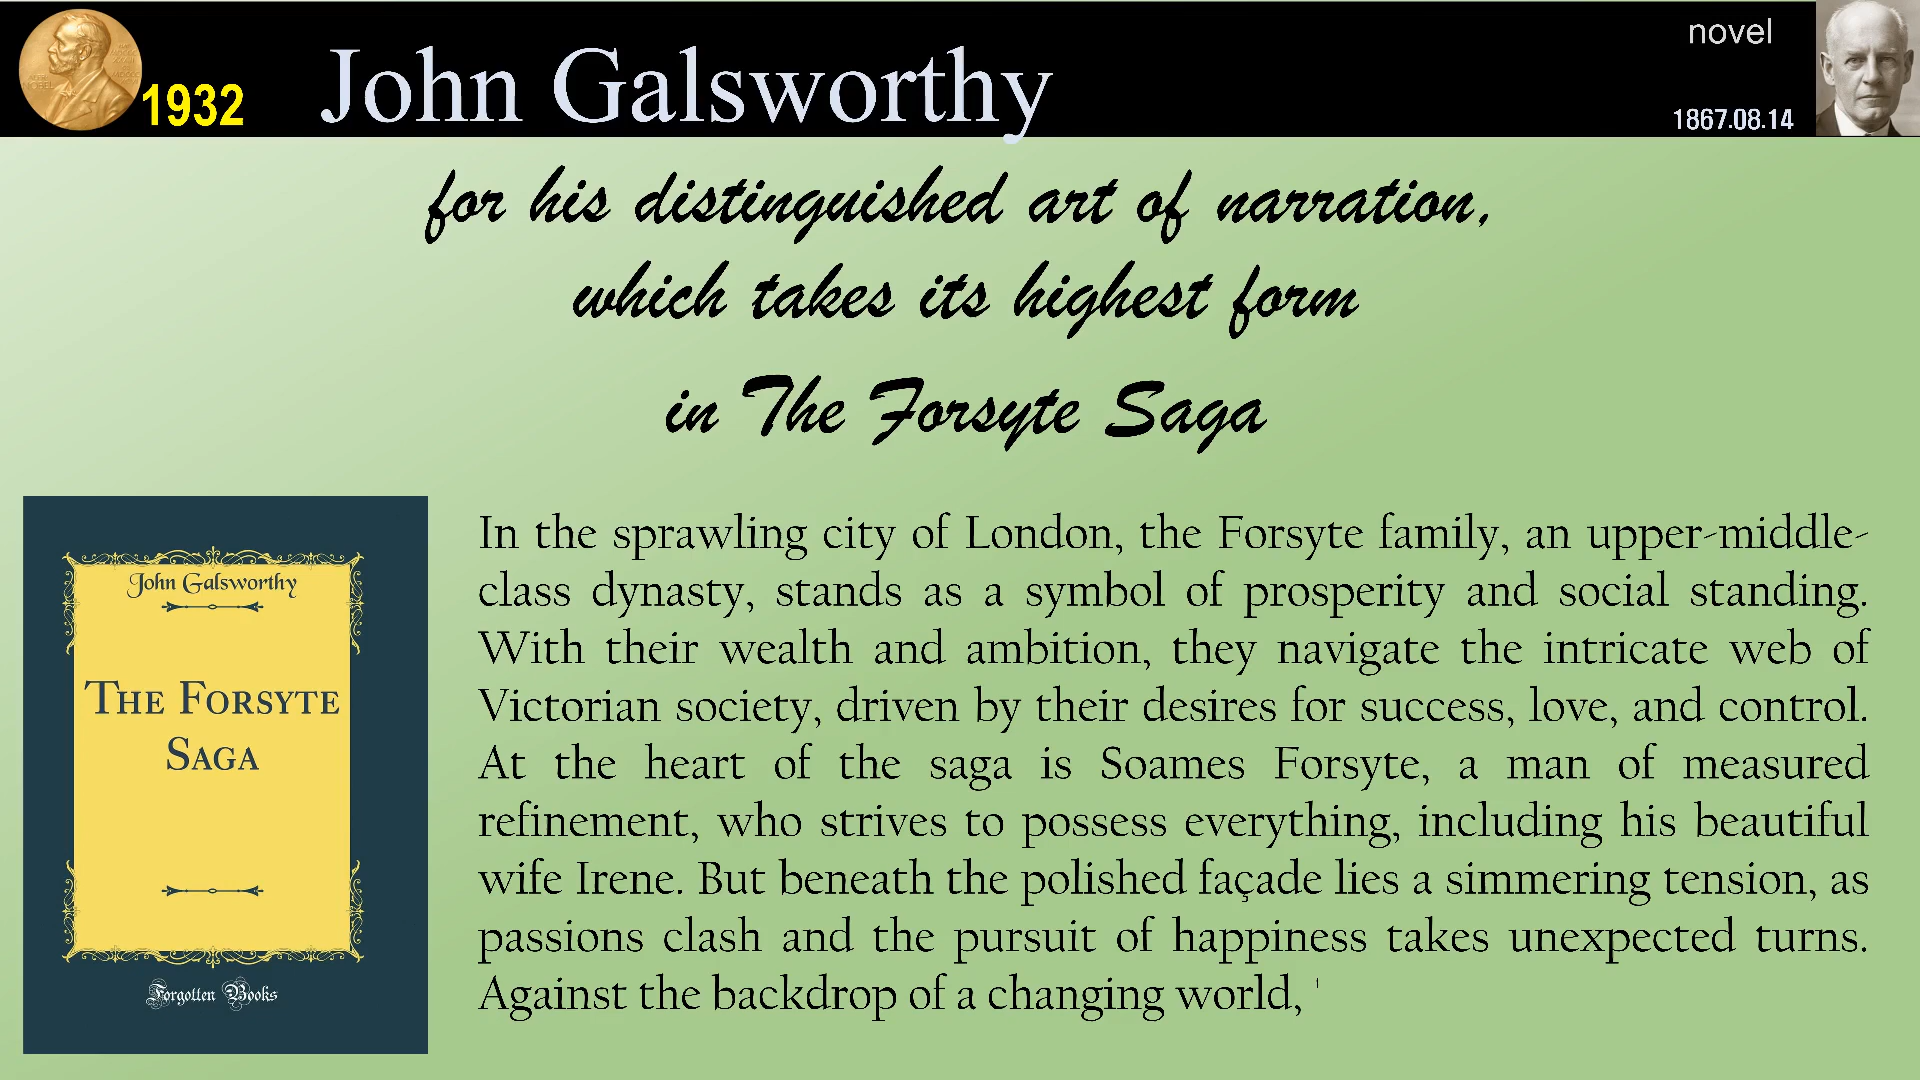 1932
John Galsworthy
novel
1867.08.14
for his distinguished art of narration,
which takes its highest form
in The Forsyte Saga
John Galsworthy
THE FORSYTE
SAGA
Forgotten Books
In the sprawling city of London, the Forsyte family, an upper-middle-
class dynasty, stands as a symbol of prosperity and social standing.
With their wealth and ambition, they navigate the intricate web of
Victorian society, driven by their desires for success, love, and control.
At the heart of the saga is Soames Forsyte, a man of measured
refinement, who strives to possess everything, including his beautiful
wife Irene. But beneath the polished façade lies a simmering tension, as
passions clash and the pursuit of happiness takes unexpected turns.
Against the backdrop of a changing world,